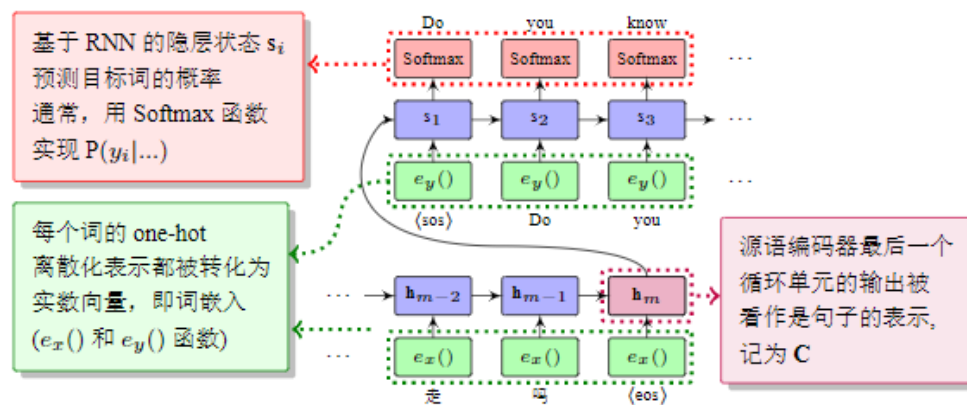 Do you know
基于 RNN 的隐层状态 sᵢ
预测目标词的概率
通常，用 Softmax 函数
实现 P(yᵢ|...)
Softmax Softmax Softmax ...
s₁ s₂ s₃ ...
e_y() e_y() e_y() ...
⟨sos⟩ Do you
每个词的 one-hot
离散化表示都被转化为
实数向量，即词嵌入
(e_x() 和 e_y() 函数)
... h_{m−2} h_{m−1} h_m
... e_x() e_x() e_x()
走 吗 ⟨eos⟩
源语编码器最后一个
循环单元的输出被
看作是句子的表示,
记为 C